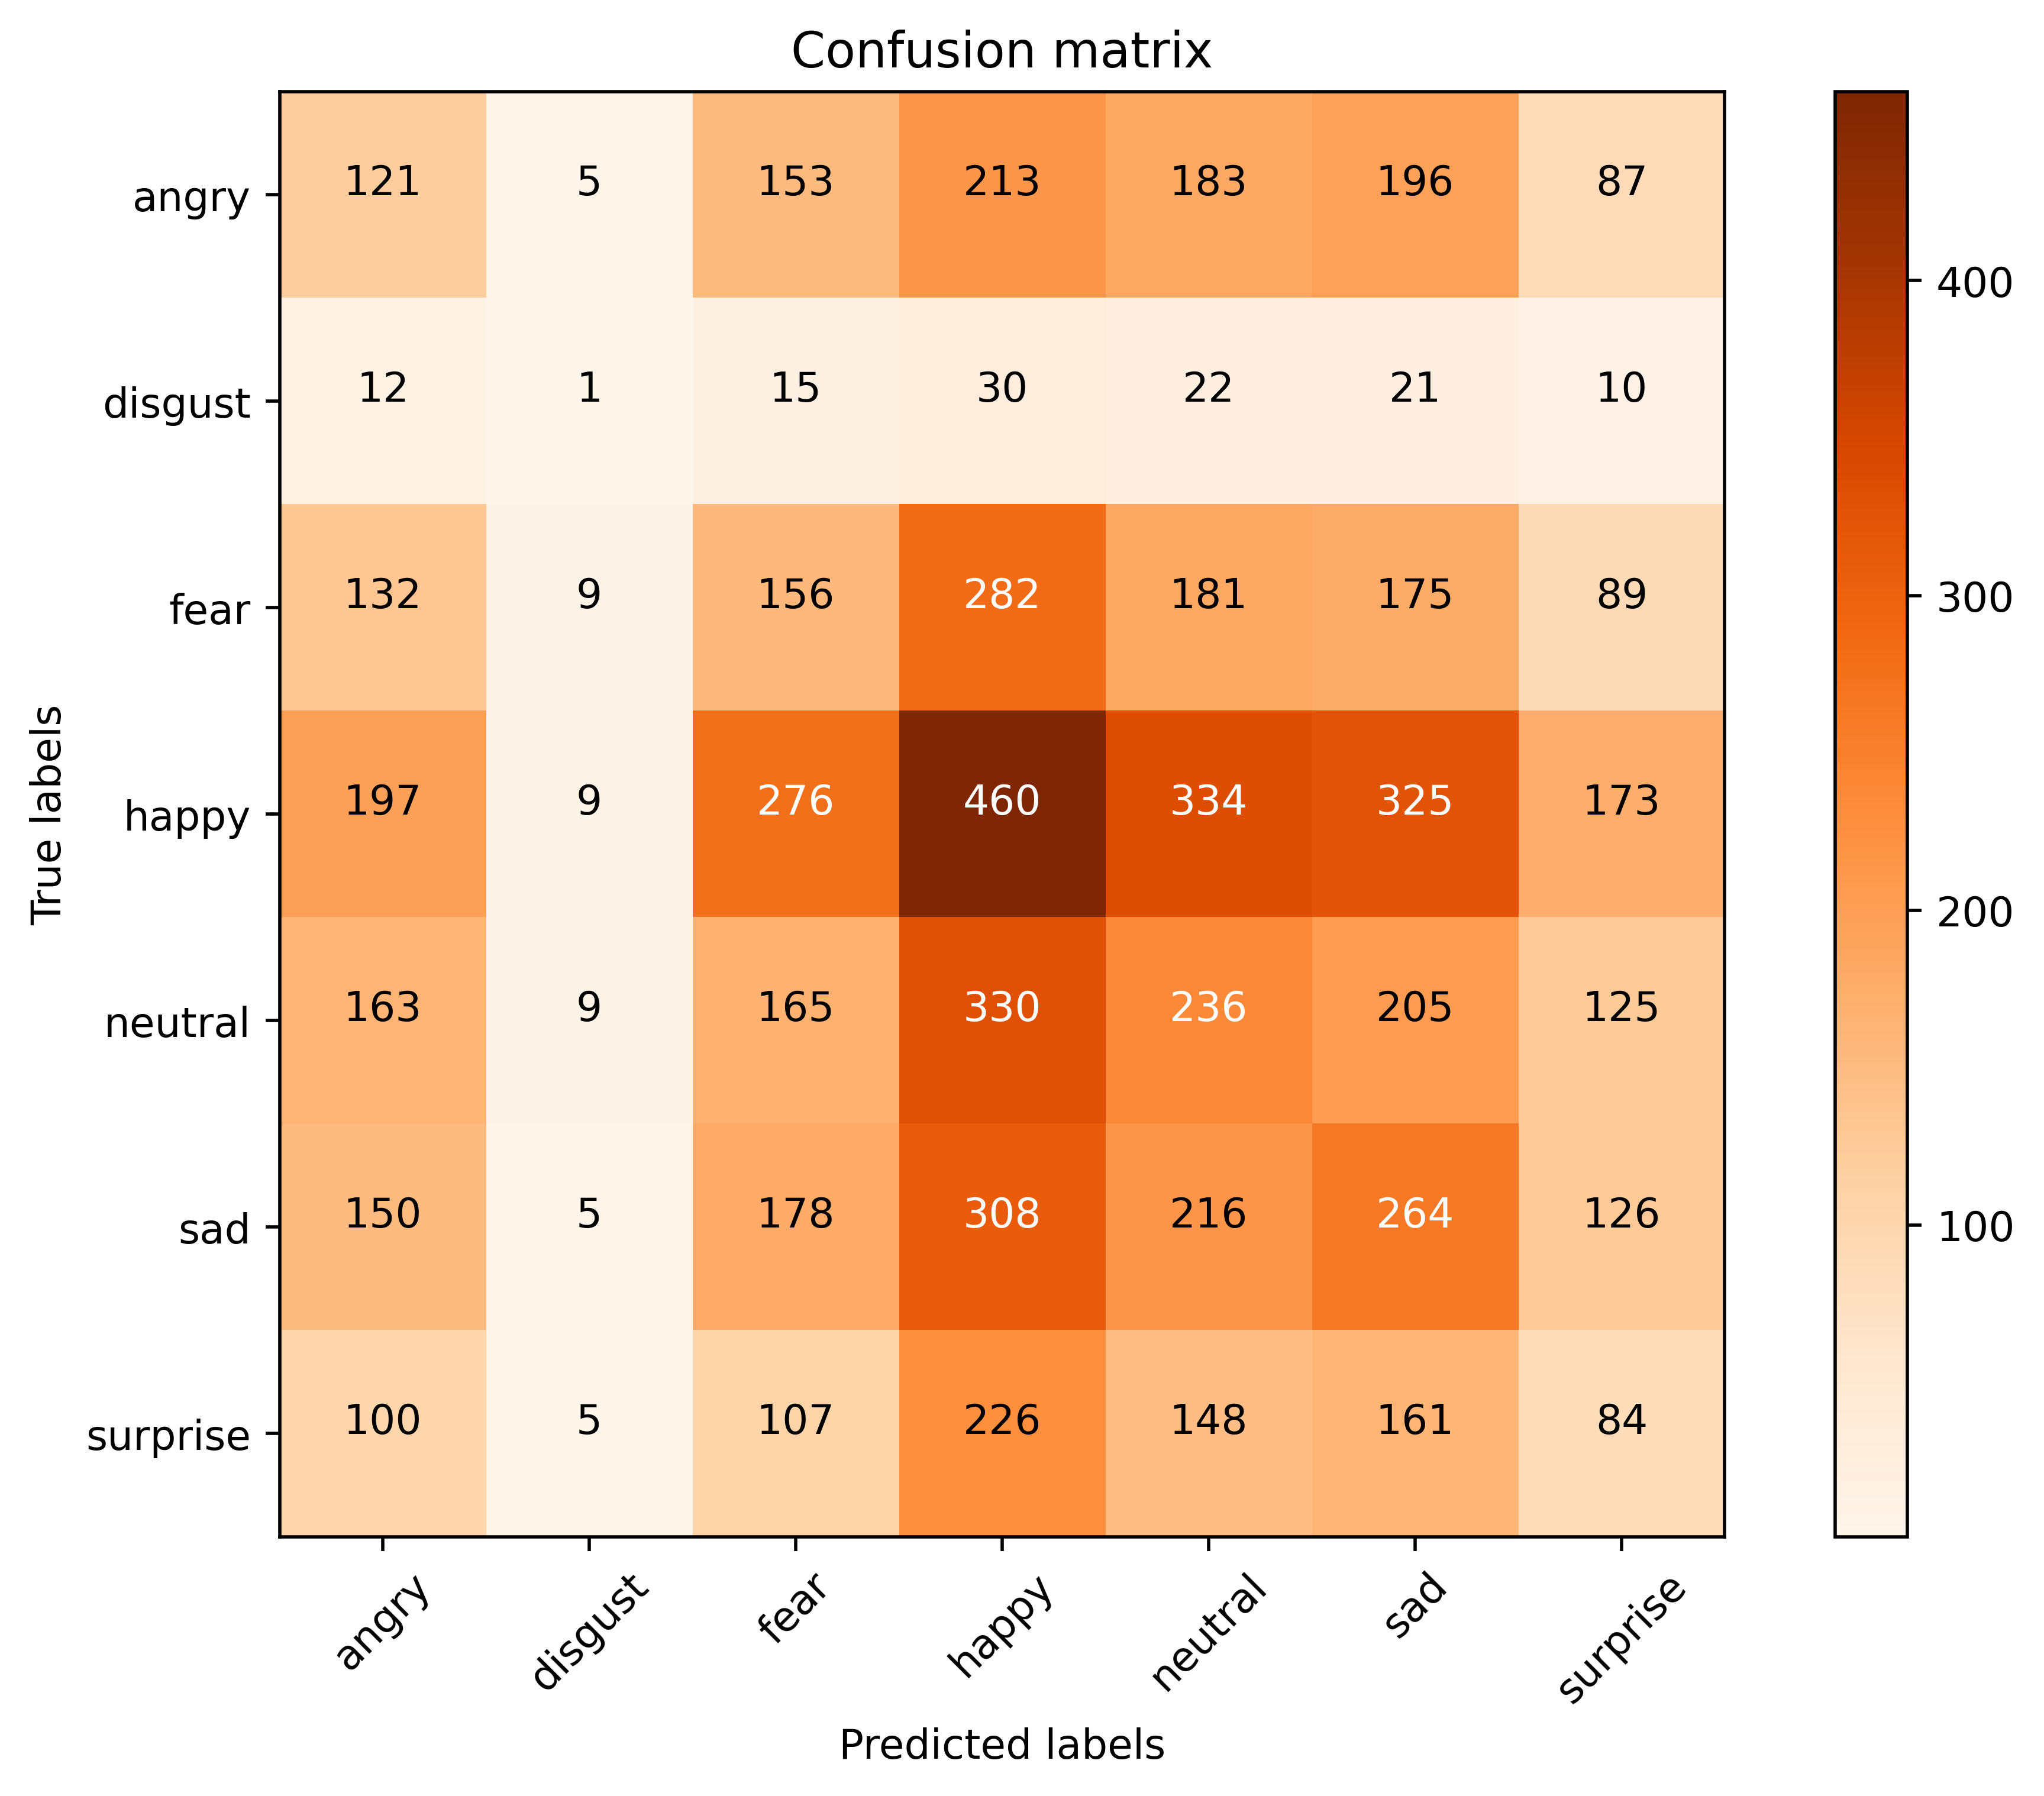 Confusion matrix
angry 121 5 153 213 183 196 87
disgust 12 1 15 30 22 21 10
fear 132 9 156 282 181 175 89
happy 197 9 276 460 334 325 173
neutral 163 9 165 330 236 205 125
sad 150 5 178 308 216 264 126
surprise 100 5 107 226 148 161 84
True labels
angry disgust fear happy neutral sad surprise
Predicted labels
400
300
200
100